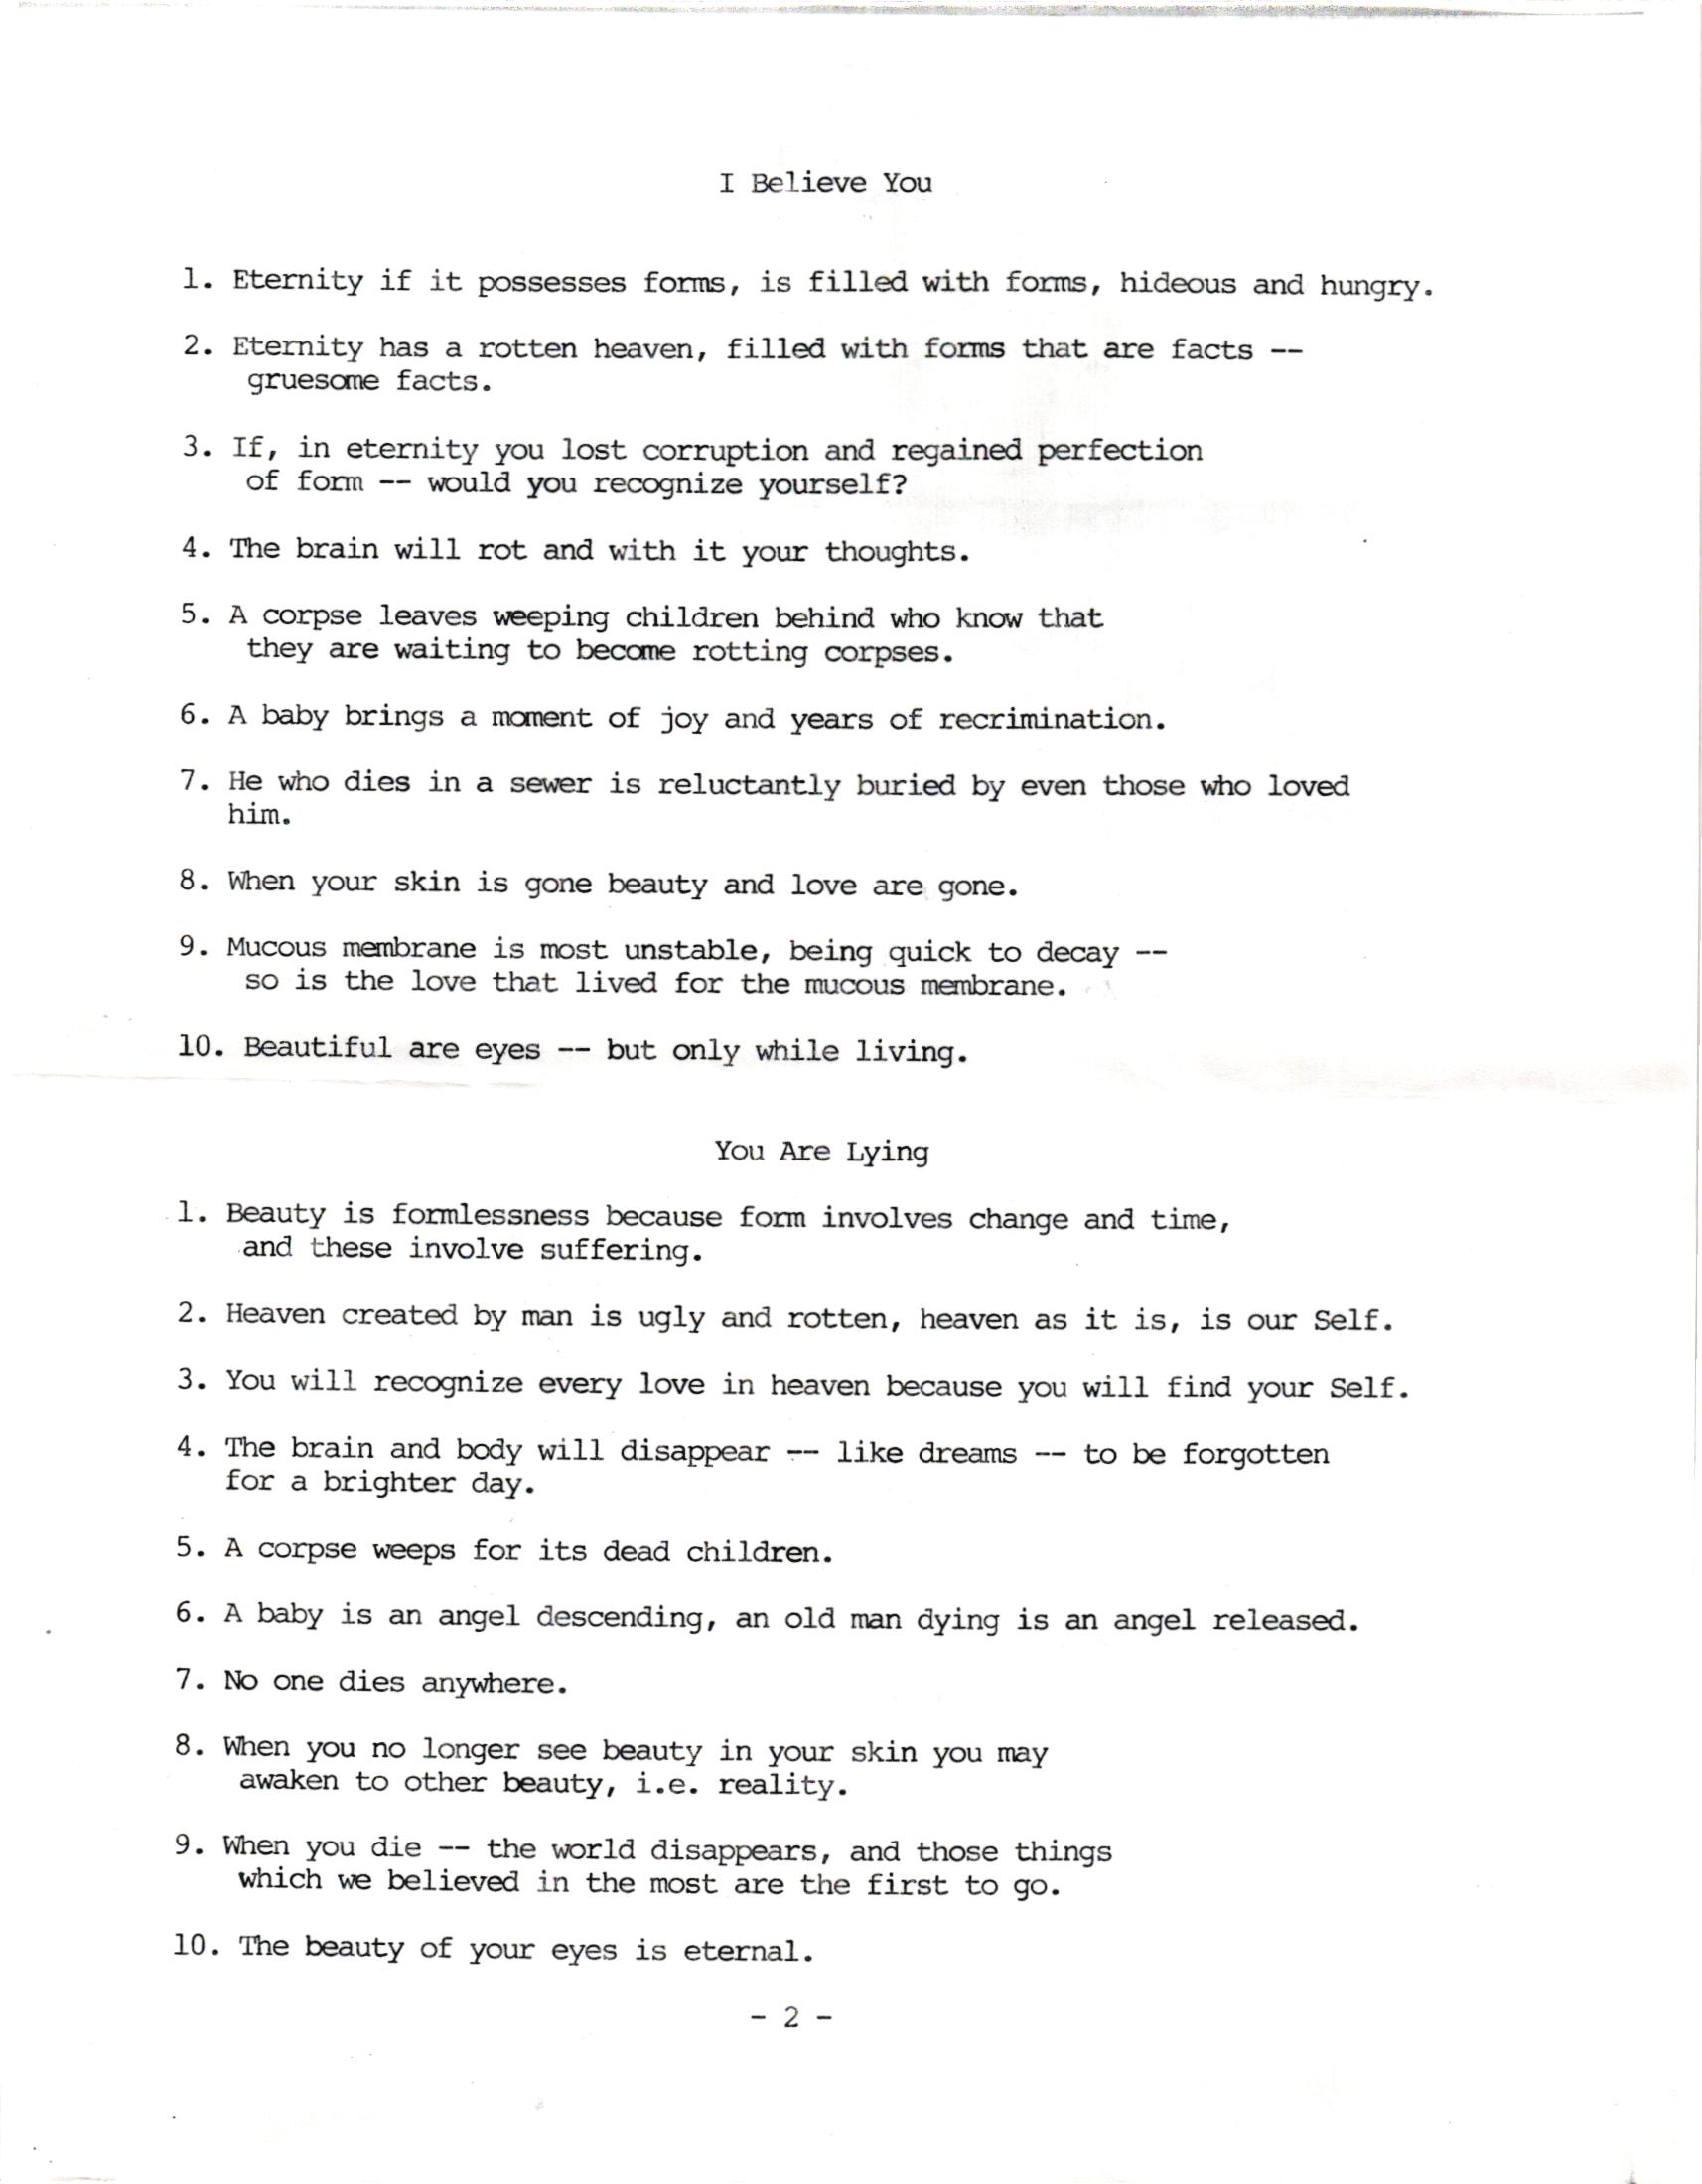 I Believe You
1. Eternity if it possesses forms, is filled with forms, hideous and hungry.
2. Eternity has a rotten heaven, filled with forms that are facts --
gruesome facts.
3. If, in eternity you lost corruption and regained perfection
of form -- would you recognize yourself?
4. The brain will rot and with it your thoughts.
5. A corpse leaves weeping children behind who know that
they are waiting to become rotting corpses.
6. A baby brings a moment of joy and years of recrimination.
7. He who dies in a sewer is reluctantly buried by even those who loved
him.
8. When your skin is gone beauty and love are gone.
9. Mucous membrane is most unstable, being quick to decay --
so is the love that lived for the mucous membrane.
10. Beautiful are eyes -- but only while living.
You Are Lying
1. Beauty is formlessness because form involves change and time,
and these involve suffering.
2. Heaven created by man is ugly and rotten, heaven as it is, is our Self.
3. You will recognize every love in heaven because you will find your Self.
4. The brain and body will disappear -- like dreams -- to be forgotten
for a brighter day.
5. A corpse weeps for its dead children.
6. A baby is an angel descending, an old man dying is an angel released.
7. No one dies anywhere.
8. When you no longer see beauty in your skin you may
awaken to other beauty, i.e. reality.
9. When you die -- the world disappears, and those things
which we believed in the most are the first to go.
10. The beauty of your eyes is eternal.
- 2 -